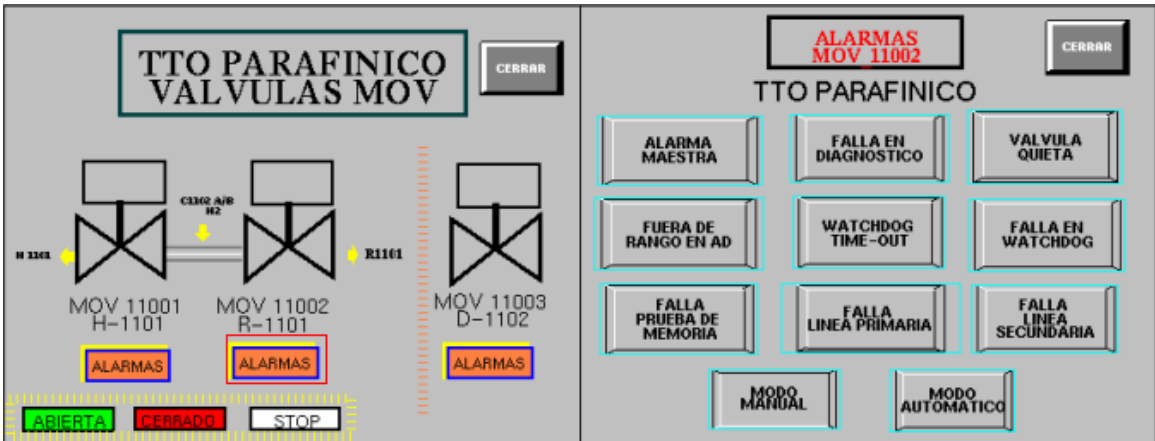 TTO PARAFINICO
VALVULAS MOV
CERRAR
C1102 A/B
H2
H 1101
R1101
MOV 11001
H-1101
MOV 11002
R-1101
MOV 11003
D-1102
ALARMAS
ALARMAS
ALARMAS
ABIERTA
CERRADO
STOP
ALARMAS
MOV 11002
CERRAR
TTO PARAFINICO
ALARMA
MAESTRA
FALLA EN
DIAGNOSTICO
VALVULA
QUIETA
FUERA DE
RANGO EN AD
WATCHDOG
TIME-OUT
FALLA EN
WATCHDOG
FALLA
PRUEBA DE
MEMORIA
FALLA
LINEA PRIMARIA
FALLA
LINEA
SECUNDARIA
MODO
MANUAL
MODO
AUTOMATICO